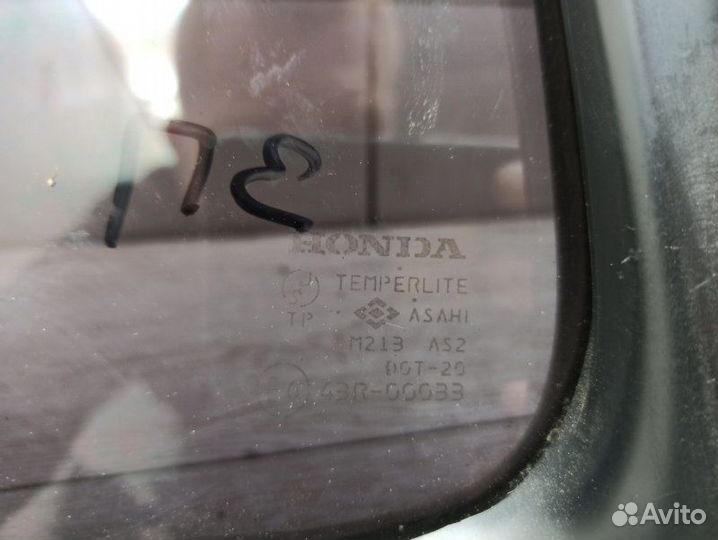 HONDA
TEMPERLITE
TP ASAHI
M213 AS2
DOT-20
43R-00033
Avito